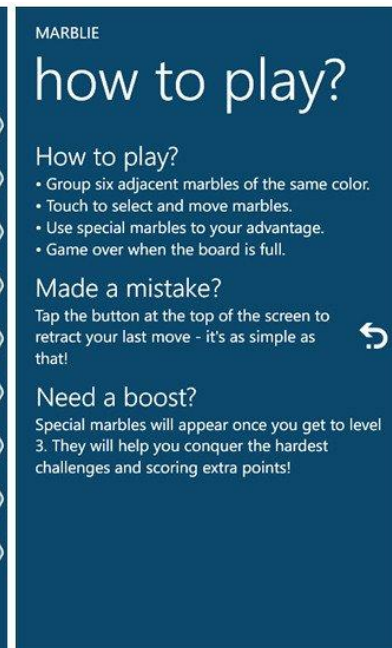 MARBLIE
how to play?
How to play?
• Group six adjacent marbles of the same color.
• Touch to select and move marbles.
• Use special marbles to your advantage.
• Game over when the board is full.
Made a mistake?
Tap the button at the top of the screen to
retract your last move - it's as simple as
that!
Need a boost?
Special marbles will appear once you get to level
3. They will help you conquer the hardest
challenges and scoring extra points!